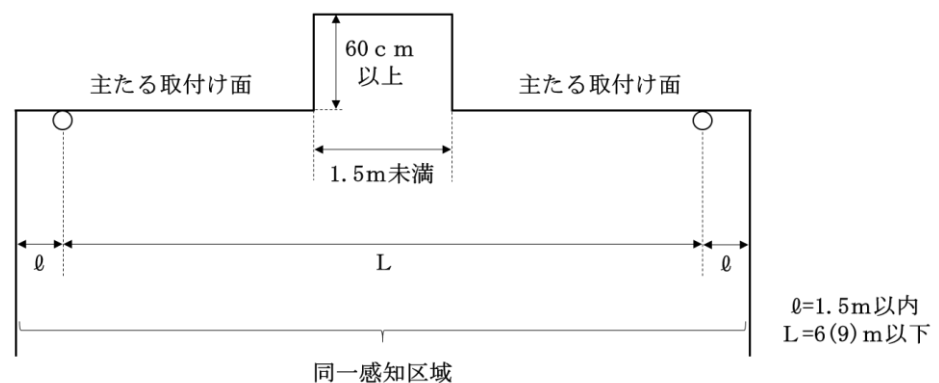 60ｃｍ
以上
主たる取付け面
主たる取付け面
1.5m未満
ℓ
L
ℓ
ℓ=1.5m以内
L=6(9)m以下
同一感知区域